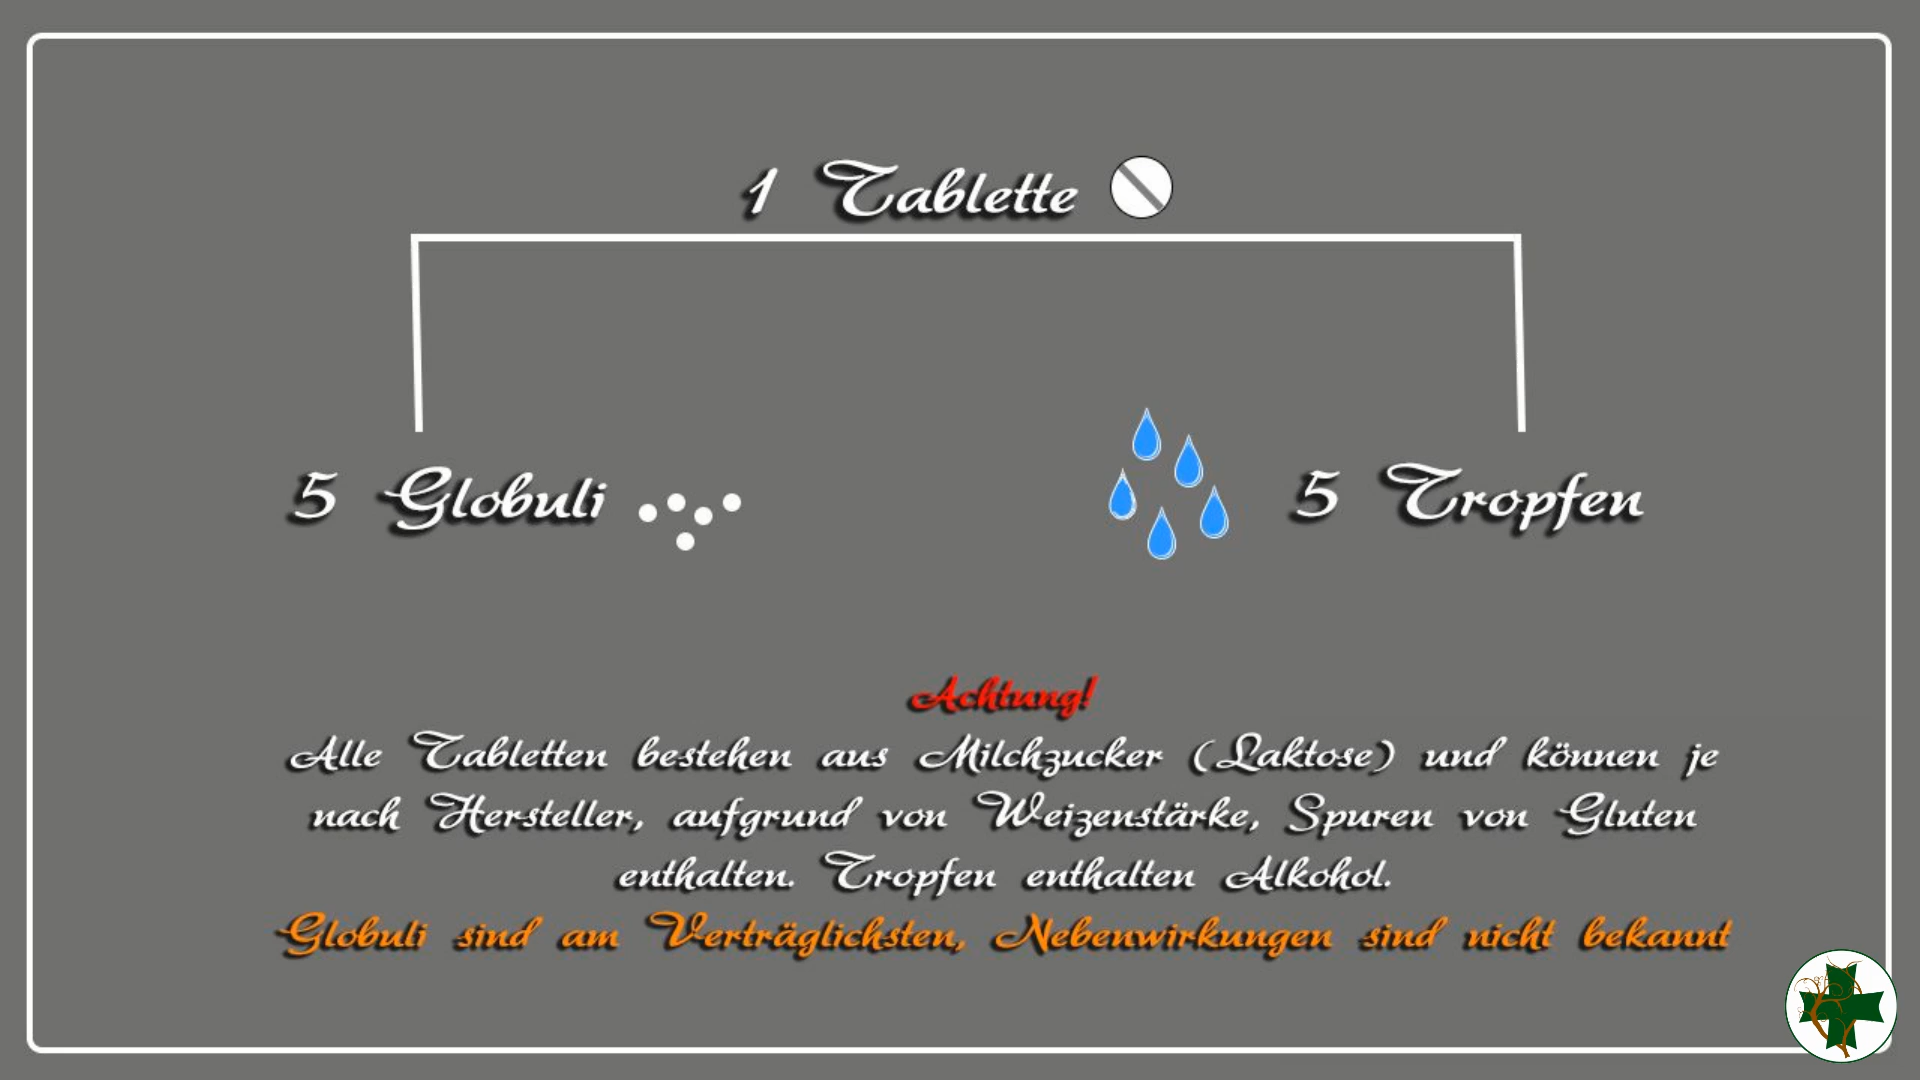 1 Tablette
5 Globuli
5 Tropfen
Achtung!
Alle Tabletten bestehen aus Milchzucker (Laktose) und können je
nach Hersteller, aufgrund von Weizenstärke, Spuren von Gluten
enthalten. Tropfen enthalten Alkohol.
Globuli sind am Verträglichsten, Nebenwirkungen sind nicht bekannt